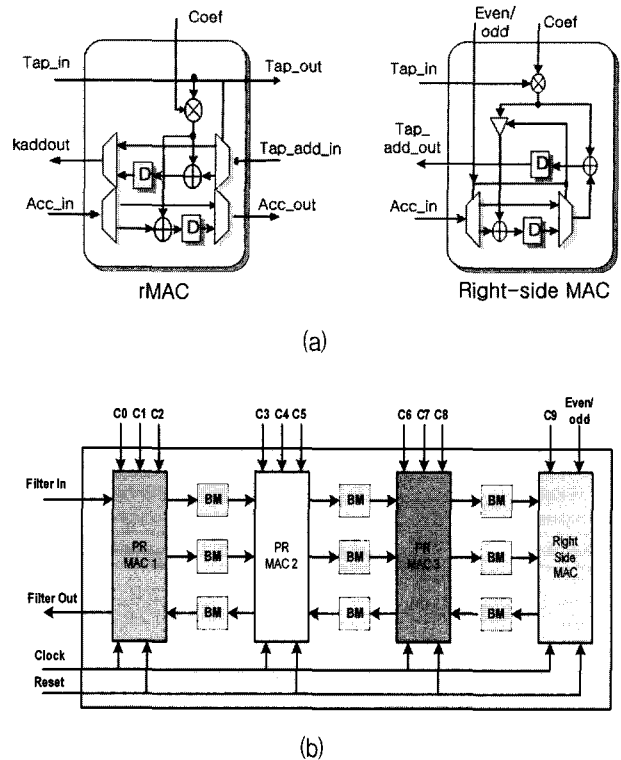 Coef
Tap_in
Tap_out
kaddout
Tap_add_in
D
Acc_in
D
Acc_out
rMAC
Even/
odd
Coef
Tap_in
Tap_
add_out
D
Acc_in
D
Right-side MAC
(a)
C0 C1 C2
C3 C4 C5
C6 C7 C8
C9
Even/
odd
Filter In
BM
BM
BM
PR
MAC 1
BM
PR
MAC 2
BM
PR
MAC 3
BM
Right
Side
MAC
Filter Out
BM
BM
BM
Clock
Reset
(b)